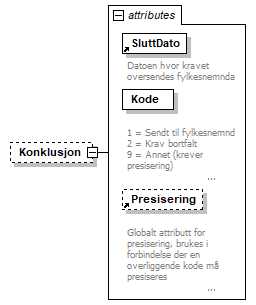 attributes
SluttDato
Datoen hvor kravet
oversendes fylkesnemnda
Kode
1 = Sendt til fylkesnemnd
2 = Krav bortfalt
9 = Annet (krever
presisering)
...
Konklusjon
Presisering
Globalt attributt for
presisering, brukes i
forbindelse der en
overliggende kode må
presiseres
...